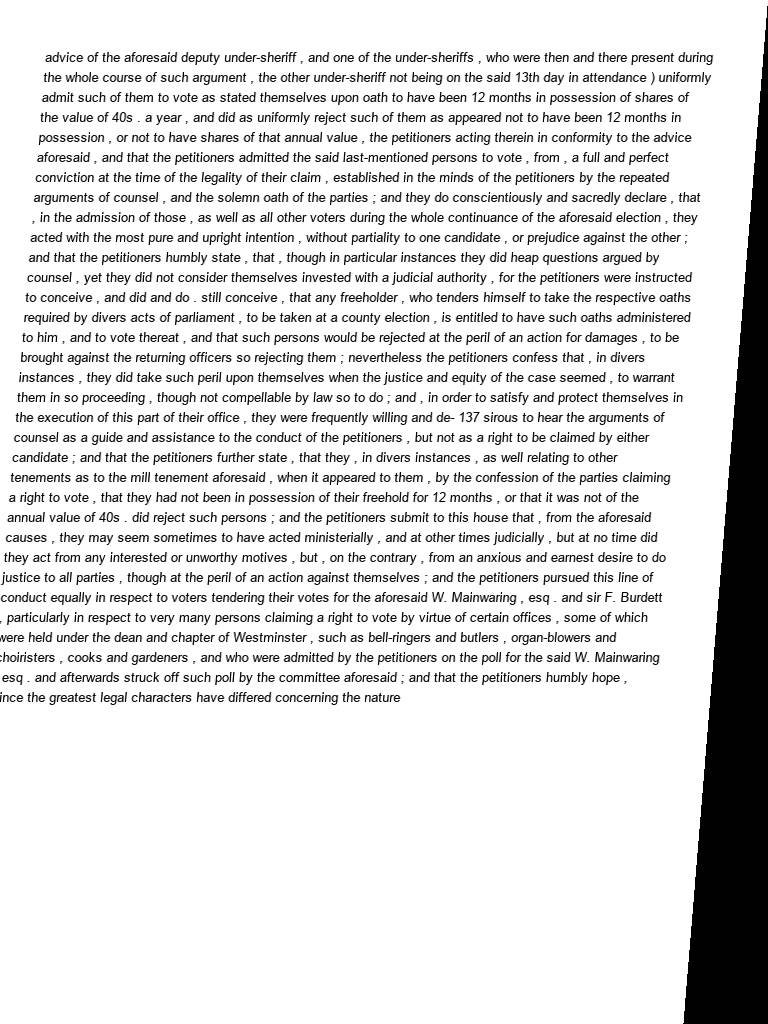 advice of the aforesaid deputy under-sheriff , and one of the under-sheriffs , who were then and there present during
the whole course of such argument , the other under-sheriff not being on the said 13th day in attendance ) uniformly
admit such of them to vote as stated themselves upon oath to have been 12 months in possession of shares of
the value of 40s . a year , and did as uniformly reject such of them as appeared not to have been 12 months in
possession , or not to have shares of that annual value , the petitioners acting therein in conformity to the advice
aforesaid , and that the petitioners admitted the said last-mentioned persons to vote , from , a full and perfect
conviction at the time of the legality of their claim , established in the minds of the petitioners by the repeated
arguments of counsel , and the solemn oath of the parties ; and they do conscientiously and sacredly declare , that
, in the admission of those , as well as all other voters during the whole continuance of the aforesaid election , they
acted with the most pure and upright intention , without partiality to one candidate , or prejudice against the other ;
and that the petitioners humbly state , that , though in particular instances they did heap questions argued by
counsel , yet they did not consider themselves invested with a judicial authority , for the petitioners were instructed
to conceive , and did and do . still conceive , that any freeholder , who tenders himself to take the respective oaths
required by divers acts of parliament , to be taken at a county election , is entitled to have such oaths administered
to him , and to vote thereat , and that such persons would be rejected at the peril of an action for damages , to be
brought against the returning officers so rejecting them ; nevertheless the petitioners confess that , in divers
instances , they did take such peril upon themselves when the justice and equity of the case seemed , to warrant
them in so proceeding , though not compellable by law so to do ; and , in order to satisfy and protect themselves in
the execution of this part of their office , they were frequently willing and de- 137 sirous to hear the arguments of
counsel as a guide and assistance to the conduct of the petitioners , but not as a right to be claimed by either
candidate ; and that the petitioners further state , that they , in divers instances , as well relating to other
tenements as to the mill tenement aforesaid , when it appeared to them , by the confession of the parties claiming
a right to vote , that they had not been in possession of their freehold for 12 months , or that it was not of the
annual value of 40s . did reject such persons ; and the petitioners submit to this house that , from the aforesaid
causes , they may seem sometimes to have acted ministerially , and at other times judicially , but at no time did
they act from any interested or unworthy motives , but , on the contrary , from an anxious and earnest desire to do
justice to all parties , though at the peril of an action against themselves ; and the petitioners pursued this line of
conduct equally in respect to voters tendering their votes for the aforesaid W. Mainwaring , esq . and sir F. Burdett
, particularly in respect to very many persons claiming a right to vote by virtue of certain offices , some of which
were held under the dean and chapter of Westminster , such as bell-ringers and butlers , organ-blowers and
choiristers , cooks and gardeners , and who were admitted by the petitioners on the poll for the said W. Mainwaring
esq . and afterwards struck off such poll by the committee aforesaid ; and that the petitioners humbly hope ,
the greatest legal characters have differed concerning the nature